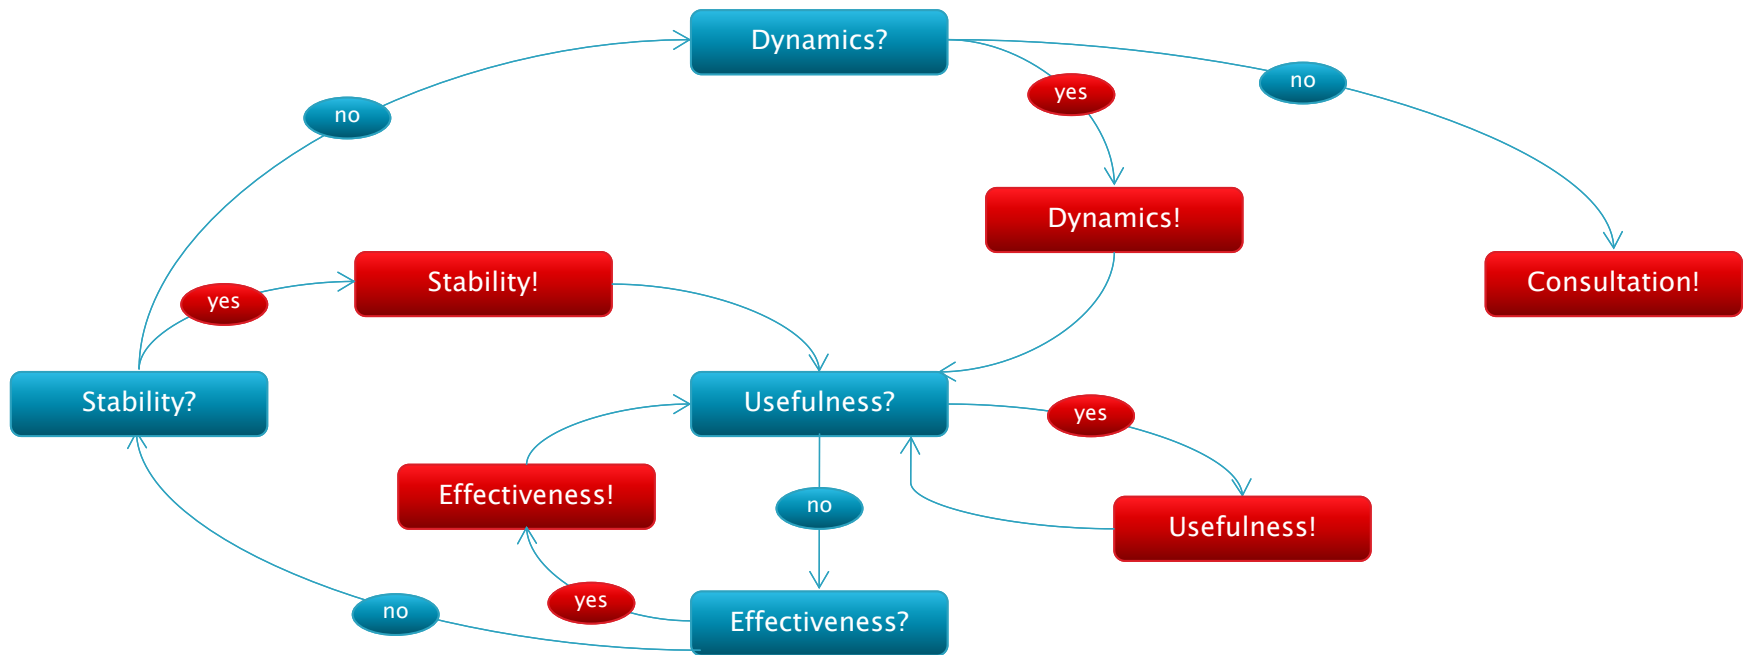 Dynamics?
no
yes
no
Dynamics!
Stability!
Consultation!
yes
Stability?
Usefulness?
yes
Effectiveness!
no
Usefulness!
yes
no
Effectiveness?